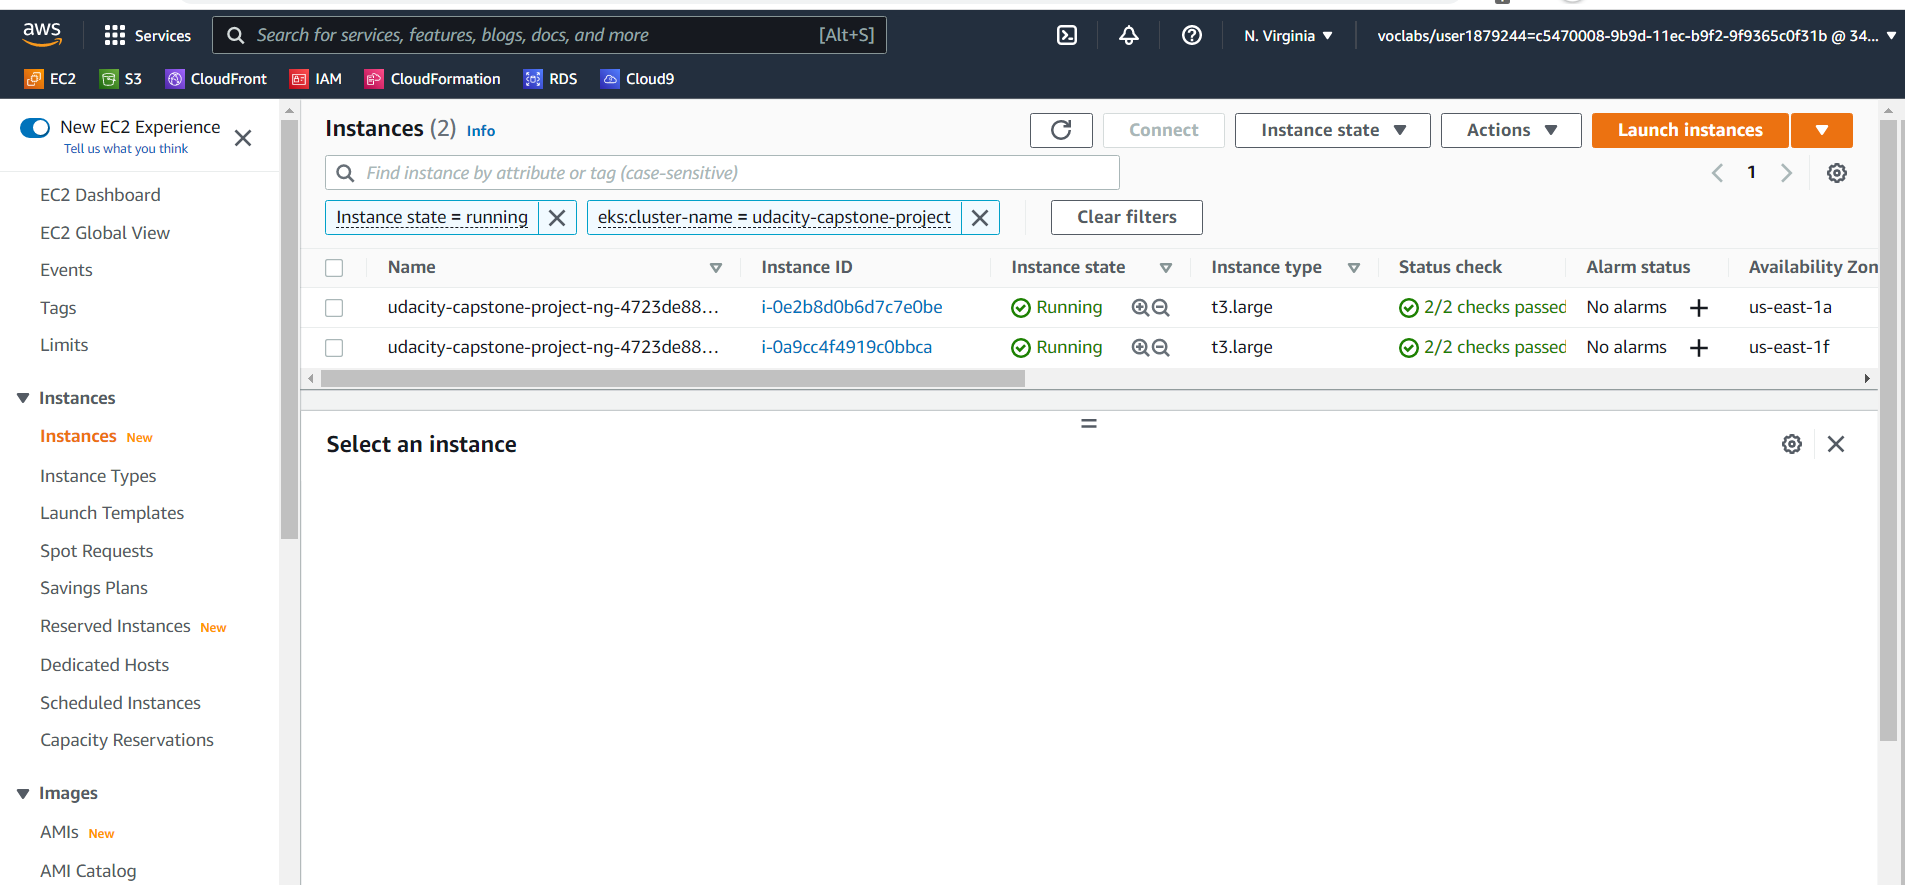 aws
Services
Search for services, features, blogs, docs, and more
[Alt+S]
N. Virginia
voclabs/user1879244=c5470008-9b9d-11ec-b9f2-9f9365c0f31b @ 34...
EC2
S3
CloudFront
IAM
CloudFormation
RDS
Cloud9
New EC2 Experience
Tell us what you think
EC2 Dashboard
EC2 Global View
Events
Tags
Limits
Instances
Instances New
Instance Types
Launch Templates
Spot Requests
Savings Plans
Reserved Instances New
Dedicated Hosts
Scheduled Instances
Capacity Reservations
Images
AMIs New
AMI Catalog
Instances (2) Info
Connect
Instance state
Actions
Launch instances
Find instance by attribute or tag (case-sensitive)
1
Instance state = running
eks:cluster-name = udacity-capstone-project
Clear filters
Name Instance ID Instance state Instance type Status check Alarm status Availability Zon
udacity-capstone-project-ng-4723de88... i-0e2b8d0b6d7c7e0be Running t3.large 2/2 checks passed No alarms us-east-1a
udacity-capstone-project-ng-4723de88... i-0a9cc4f4919c0bbca Running t3.large 2/2 checks passed No alarms us-east-1f
Select an instance